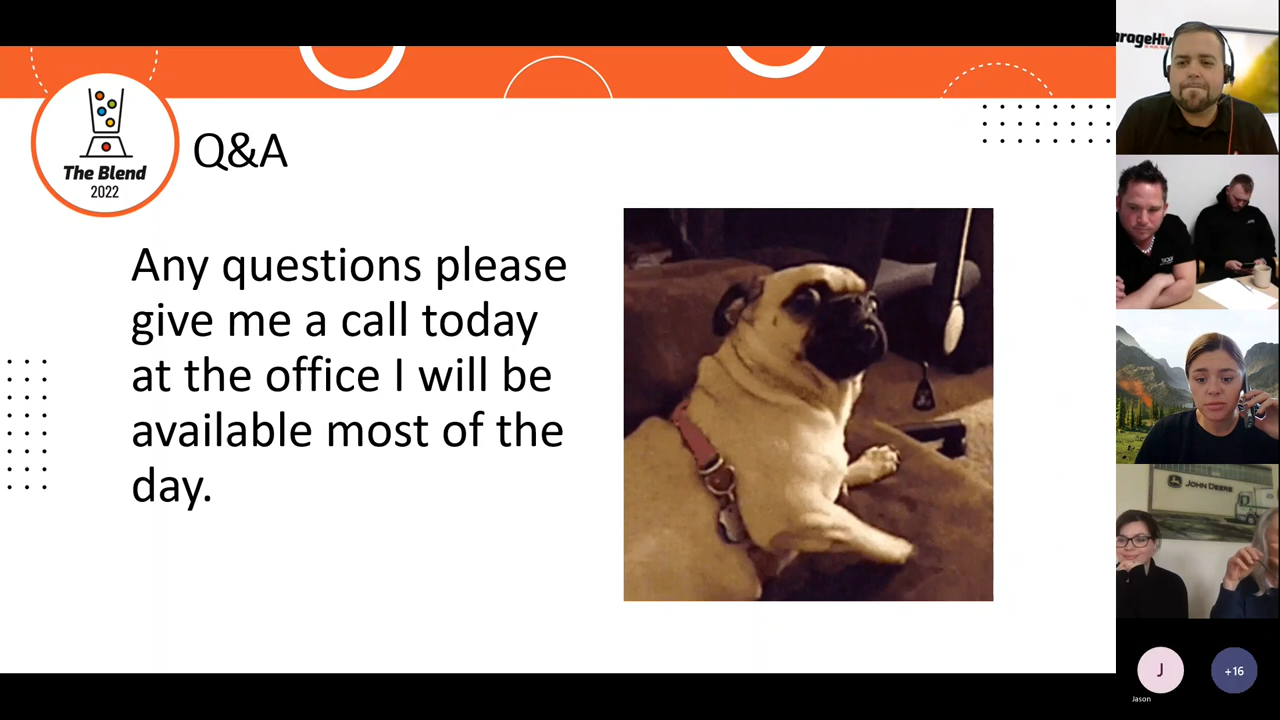 The Blend
2022
Q&A
Any questions please
give me a call today
at the office I will be
available most of the
day.
arageHiv
JOHN DEERE
J
Jason
+16